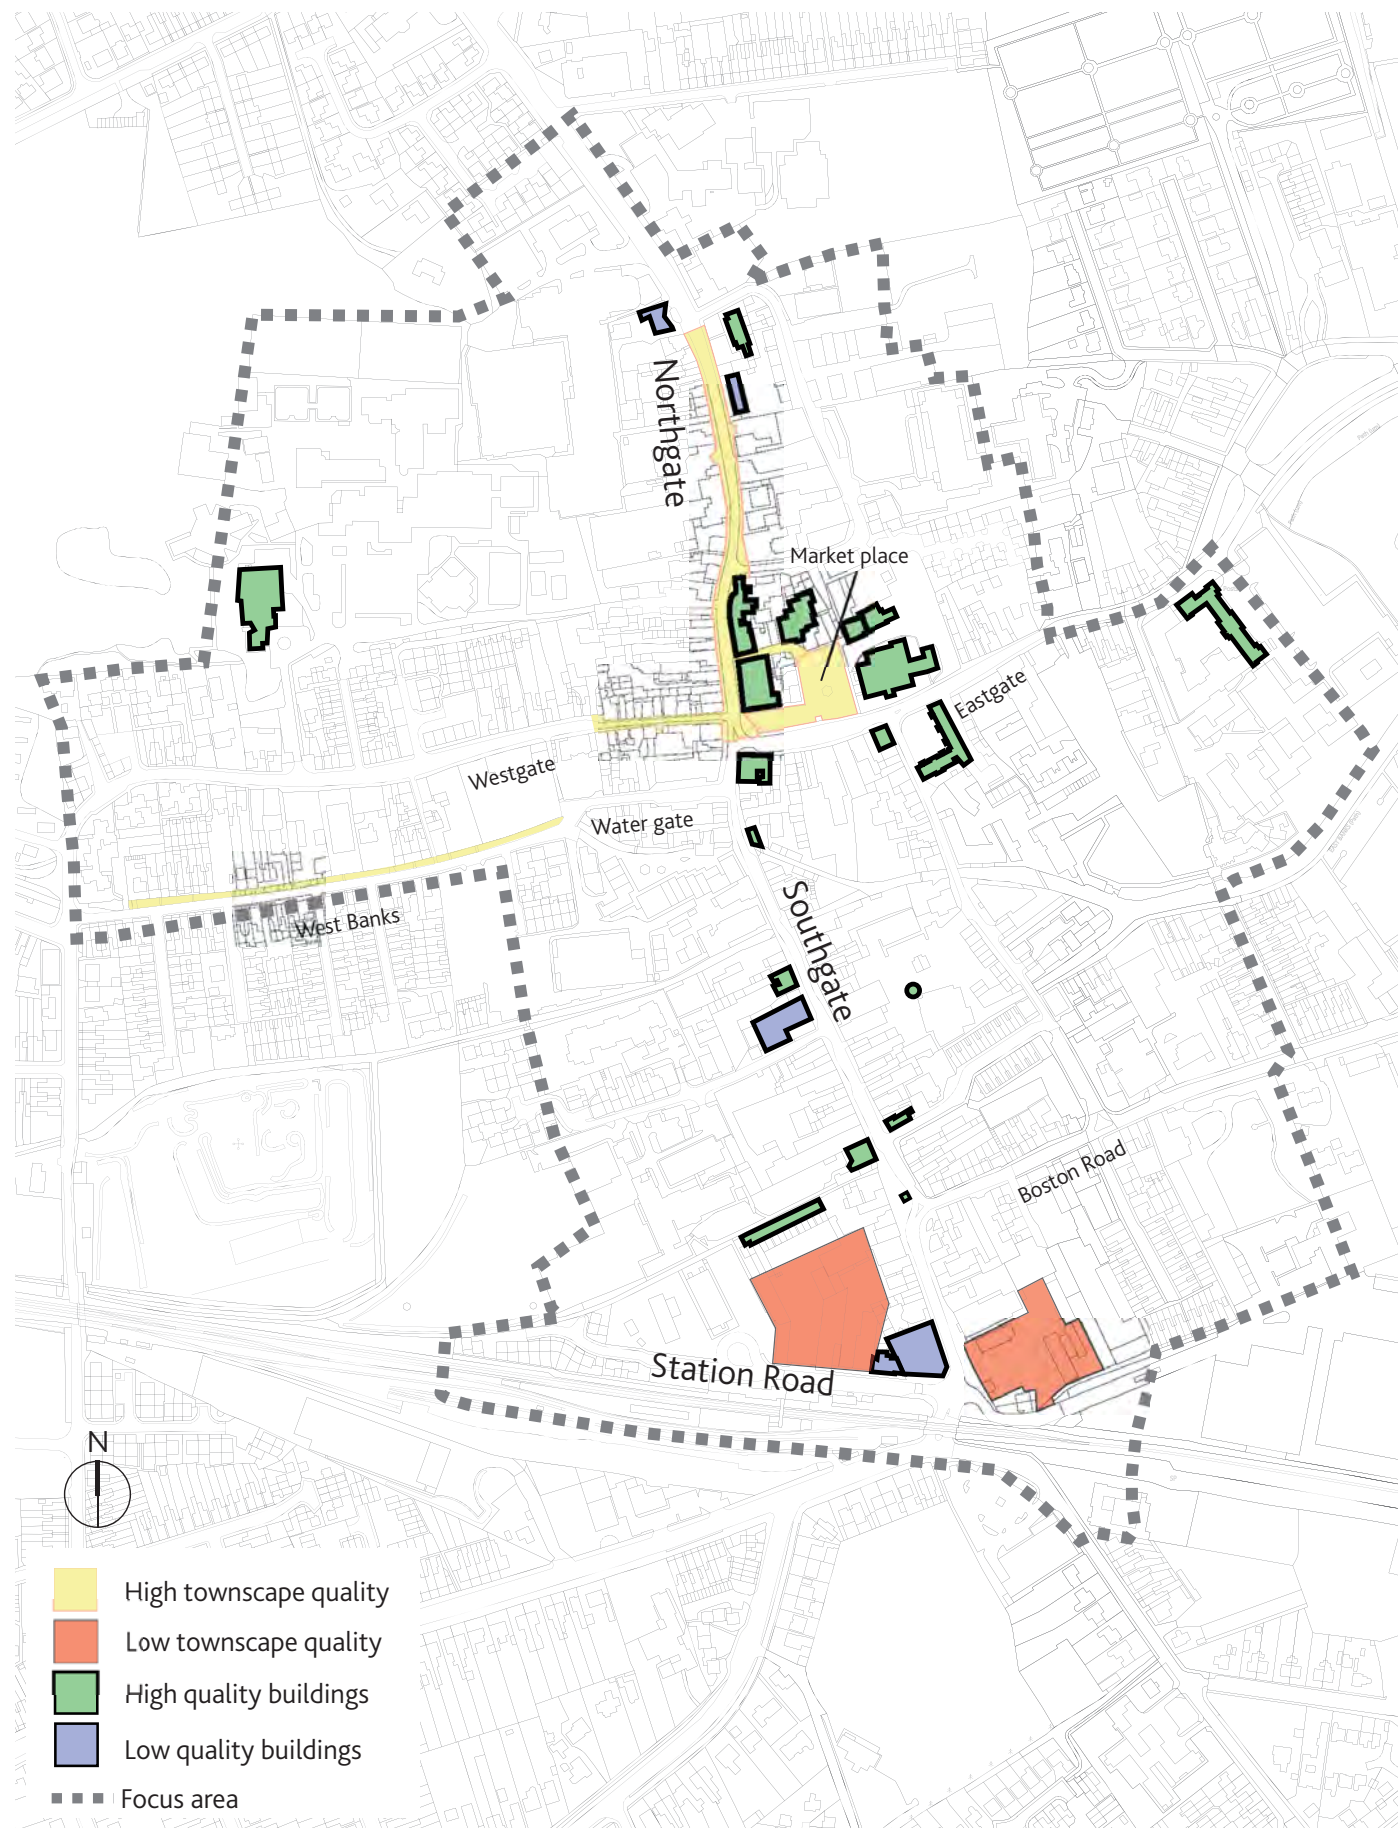 Northgate
Market place
Eastgate
Westgate
Water gate
West Banks
Southgate
Boston Road
Station Road
N
High townscape quality
Low townscape quality
High quality buildings
Low quality buildings
Focus area